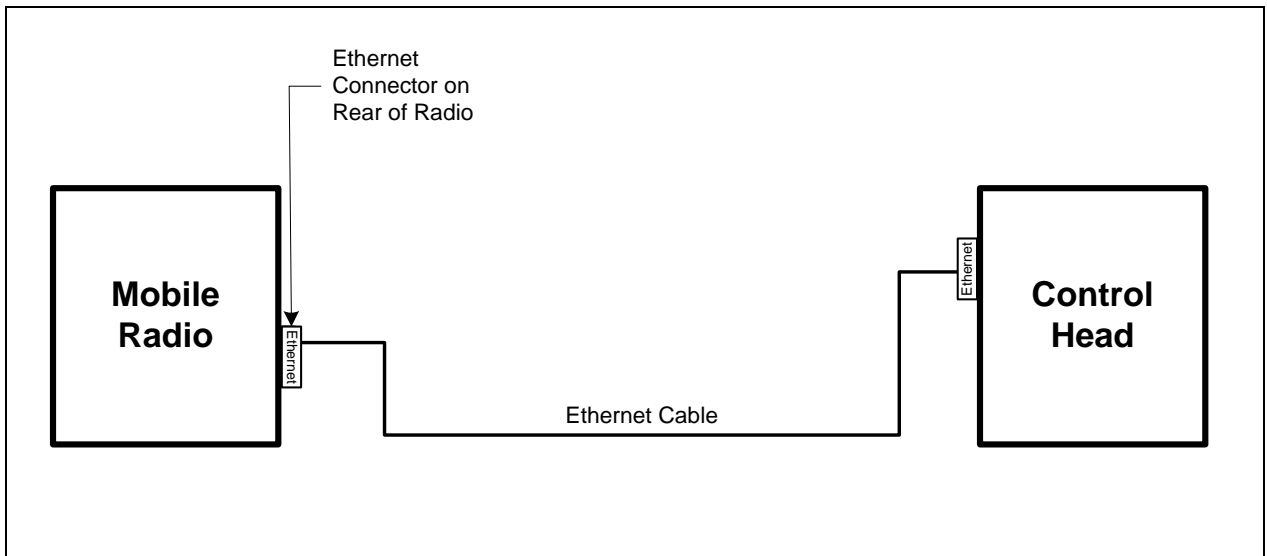 Ethernet
Connector on
Rear of Radio
Mobile
Radio
Ethernet
Ethernet Cable
Ethernet
Control
Head